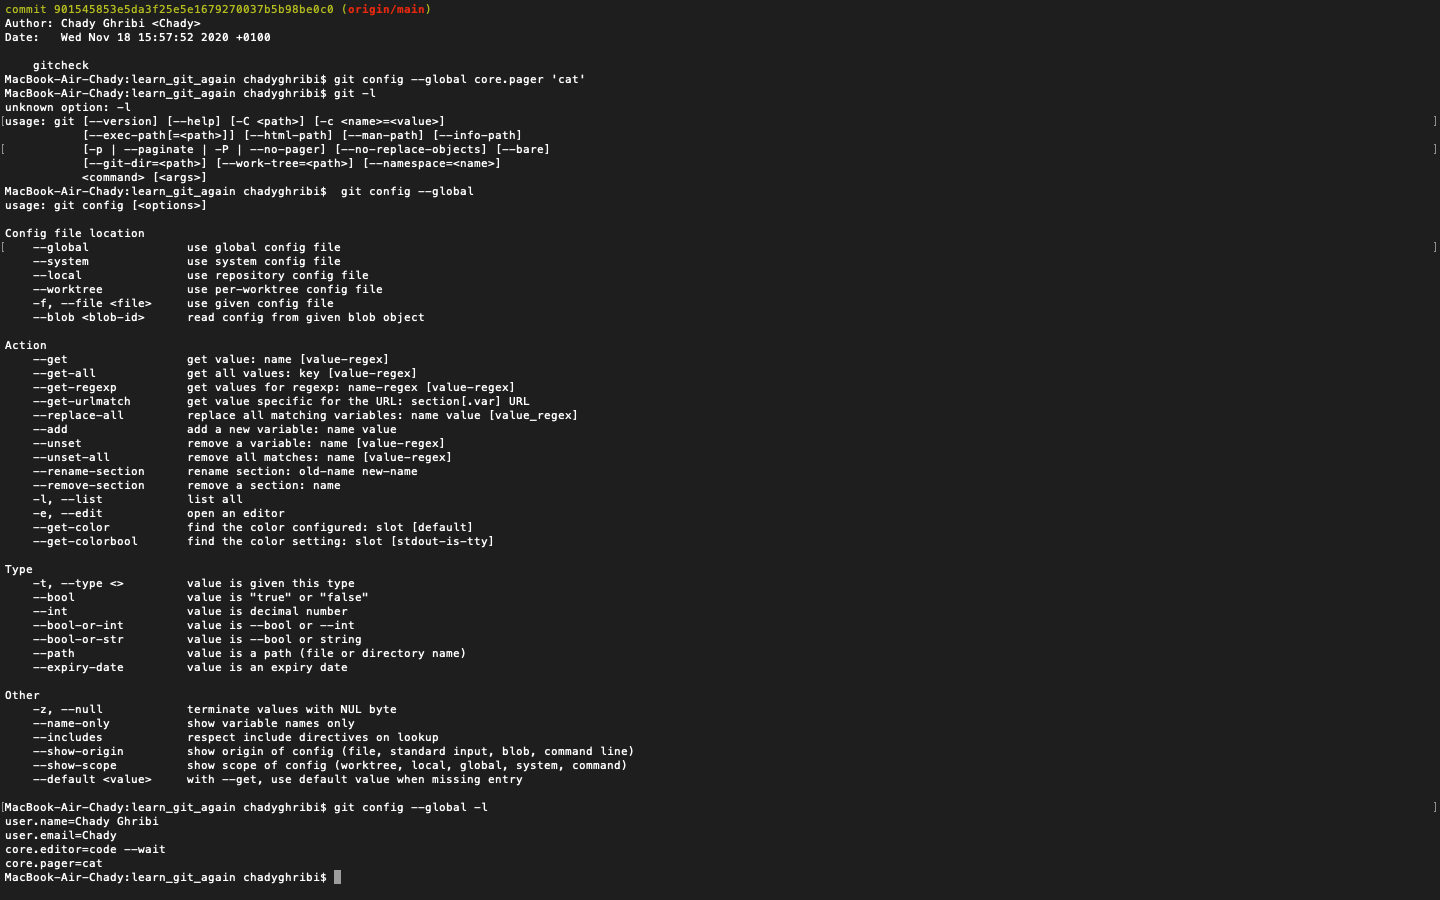 commit 901545853e5da3f25e5e1679270037b5b98be0c0 (origin/main)
Author: Chady Ghribi <Chady>
Date:   Wed Nov 18 15:57:52 2020 +0100

    gitcheck
MacBook-Air-Chady:learn_git_again chadyghribi$ git config --global core.pager 'cat'
MacBook-Air-Chady:learn_git_again chadyghribi$ git -l
unknown option: -l
[usage: git [--version] [--help] [-C <path>] [-c <name>=<value>] ]
           [--exec-path[=<path>]] [--html-path] [--man-path] [--info-path]
[          [-p | --paginate | -P | --no-pager] [--no-replace-objects] [--bare] ]
           [--git-dir=<path>] [--work-tree=<path>] [--namespace=<name>]
           <command> [<args>]
MacBook-Air-Chady:learn_git_again chadyghribi$  git config --global
usage: git config [<options>]

Config file location
[   --global              use global config file ]
    --system              use system config file
    --local               use repository config file
    --worktree            use per-worktree config file
    -f, --file <file>     use given config file
    --blob <blob-id>      read config from given blob object

Action
    --get                 get value: name [value-regex]
    --get-all             get all values: key [value-regex]
    --get-regexp          get values for regexp: name-regex [value-regex]
    --get-urlmatch        get value specific for the URL: section[.var] URL
    --replace-all         replace all matching variables: name value [value_regex]
    --add                 add a new variable: name value
    --unset               remove a variable: name [value-regex]
    --unset-all           remove all matches: name [value-regex]
    --rename-section      rename section: old-name new-name
    --remove-section      remove a section: name
    -l, --list            list all
    -e, --edit            open an editor
    --get-color           find the color configured: slot [default]
    --get-colorbool       find the color setting: slot [stdout-is-tty]

Type
    -t, --type <>         value is given this type
    --bool                value is "true" or "false"
    --int                 value is decimal number
    --bool-or-int         value is --bool or --int
    --bool-or-str         value is --bool or string
    --path                value is a path (file or directory name)
    --expiry-date         value is an expiry date

Other
    -z, --null            terminate values with NUL byte
    --name-only           show variable names only
    --includes            respect include directives on lookup
    --show-origin         show origin of config (file, standard input, blob, command line)
    --show-scope          show scope of config (worktree, local, global, system, command)
    --default <value>     with --get, use default value when missing entry

[MacBook-Air-Chady:learn_git_again chadyghribi$ git config --global -l ]
user.name=Chady Ghribi
user.email=Chady
core.editor=code --wait
core.pager=cat
MacBook-Air-Chady:learn_git_again chadyghribi$